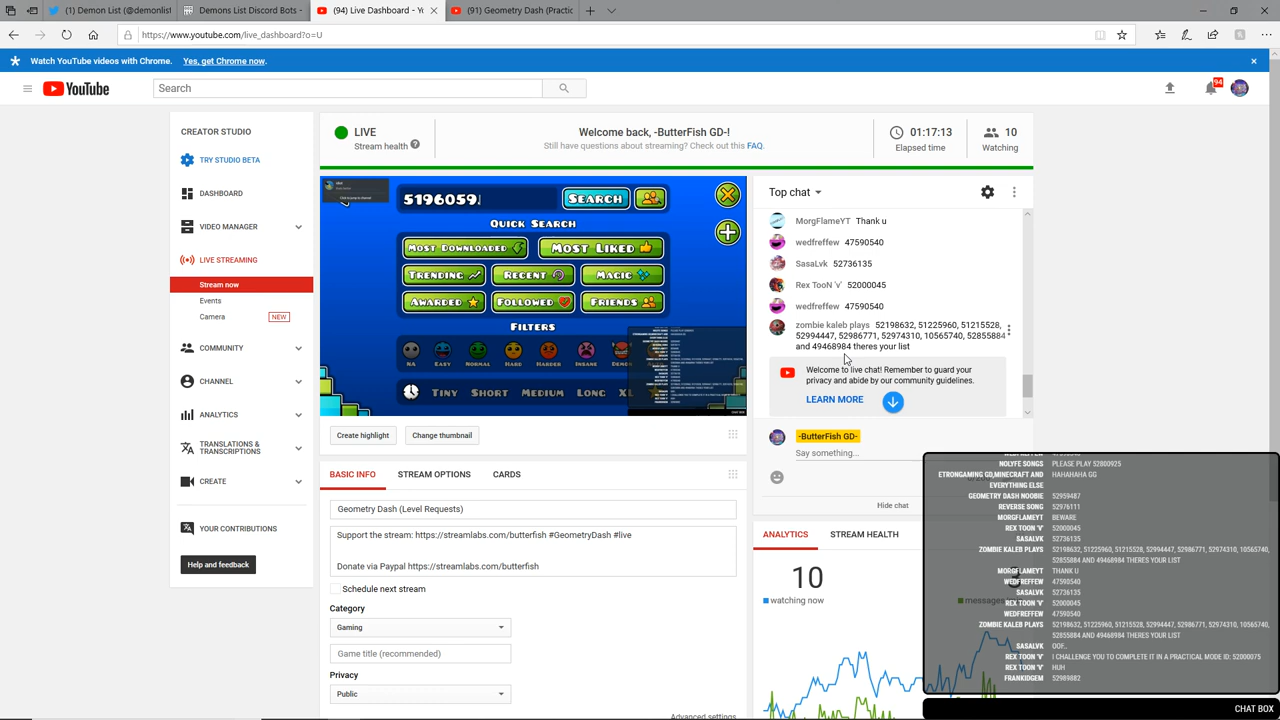 (1) Demon List (@demonlist
Demons List Discord Bots -
(94) Live Dashboard - Yo
(91) Geometry Dash (Practic
https://www.youtube.com/live_dashboard?o=U
Watch YouTube videos with Chrome. Yes, get Chrome now.
YouTube
Search
94
CREATOR STUDIO
TRY STUDIO BETA
DASHBOARD
VIDEO MANAGER
LIVE STREAMING
Stream now
Events
Camera NEW
COMMUNITY
CHANNEL
ANALYTICS
TRANSLATIONS & TRANSCRIPTIONS
CREATE
YOUR CONTRIBUTIONS
Help and feedback
LIVE
Stream health
Welcome back, -ButterFish GD-!
Still have questions about streaming? Check out this FAQ.
01:17:13
Elapsed time
10
Watching
5196059
Search
Quick Search
Most Downloaded
Most Liked
Trending
Recent
Magic
Awarded
Followed
Friends
Filters
NA Easy Normal Hard Harder Insane
Tiny Short Medium Long XL
Create highlight
Change thumbnail
BASIC INFO
STREAM OPTIONS
CARDS
Geometry Dash (Level Requests)
Support the stream: https://streamlabs.com/butterfish #GeometryDash #live
Donate via Paypal https://streamlabs.com/butterfish
Schedule next stream
Category
Gaming
Game title (recommended)
Privacy
Public
Advanced settings
Top chat
MorgFlameYT Thank u
wedfreffew 47590540
SasaLvk 52736135
Rex TooN 'v' 52000045
wedfreffew 47590540
zombie kaleb plays 52198632, 51225960, 51215528,
52994447, 52986771, 52974310, 10565740, 52855884
and 49468984 theres your list
Welcome to live chat! Remember to guard your
privacy and abide by our community guidelines.
LEARN MORE
-ButterFish GD-
Say something...
Hide chat
ANALYTICS
STREAM HEALTH
10
watching now
3
messages
NOLYFE SONGS PLEASE PLAY 52800925
ETRONGAMING GD,MINECRAFT AND EVERYTHING ELSE HAHAHAHA GG
GEOMETRY DASH NOOBIE 52959487
REVERSE SONG 52976111
MORGFLAMEYT BEWARE
REX TOON 'V' 52000045
SASALVK 52736135
ZOMBIE KALEB PLAYS 52198632, 51225960, 51215528, 52994447, 52986771, 52974310, 10565740,
52855884 AND 49468984 THERES YOUR LIST
MORGFLAMEYT THANK U
WEDFREFFEW 47590540
SASALVK 52736135
REX TOON 'V' 52000045
WEDFREFFEW 47590540
ZOMBIE KALEB PLAYS 52198632, 51225960, 51215528, 52994447, 52986771, 52974310, 10565740,
52855884 AND 49468984 THERES YOUR LIST
SASALVK OOF..
REX TOON 'V' I CHALLENGE YOU TO COMPLETE IT IN A PRACTICAL MODE ID: 52000075
REX TOON 'V' HUH
FRANKIDGEM 52989882
CHAT BOX